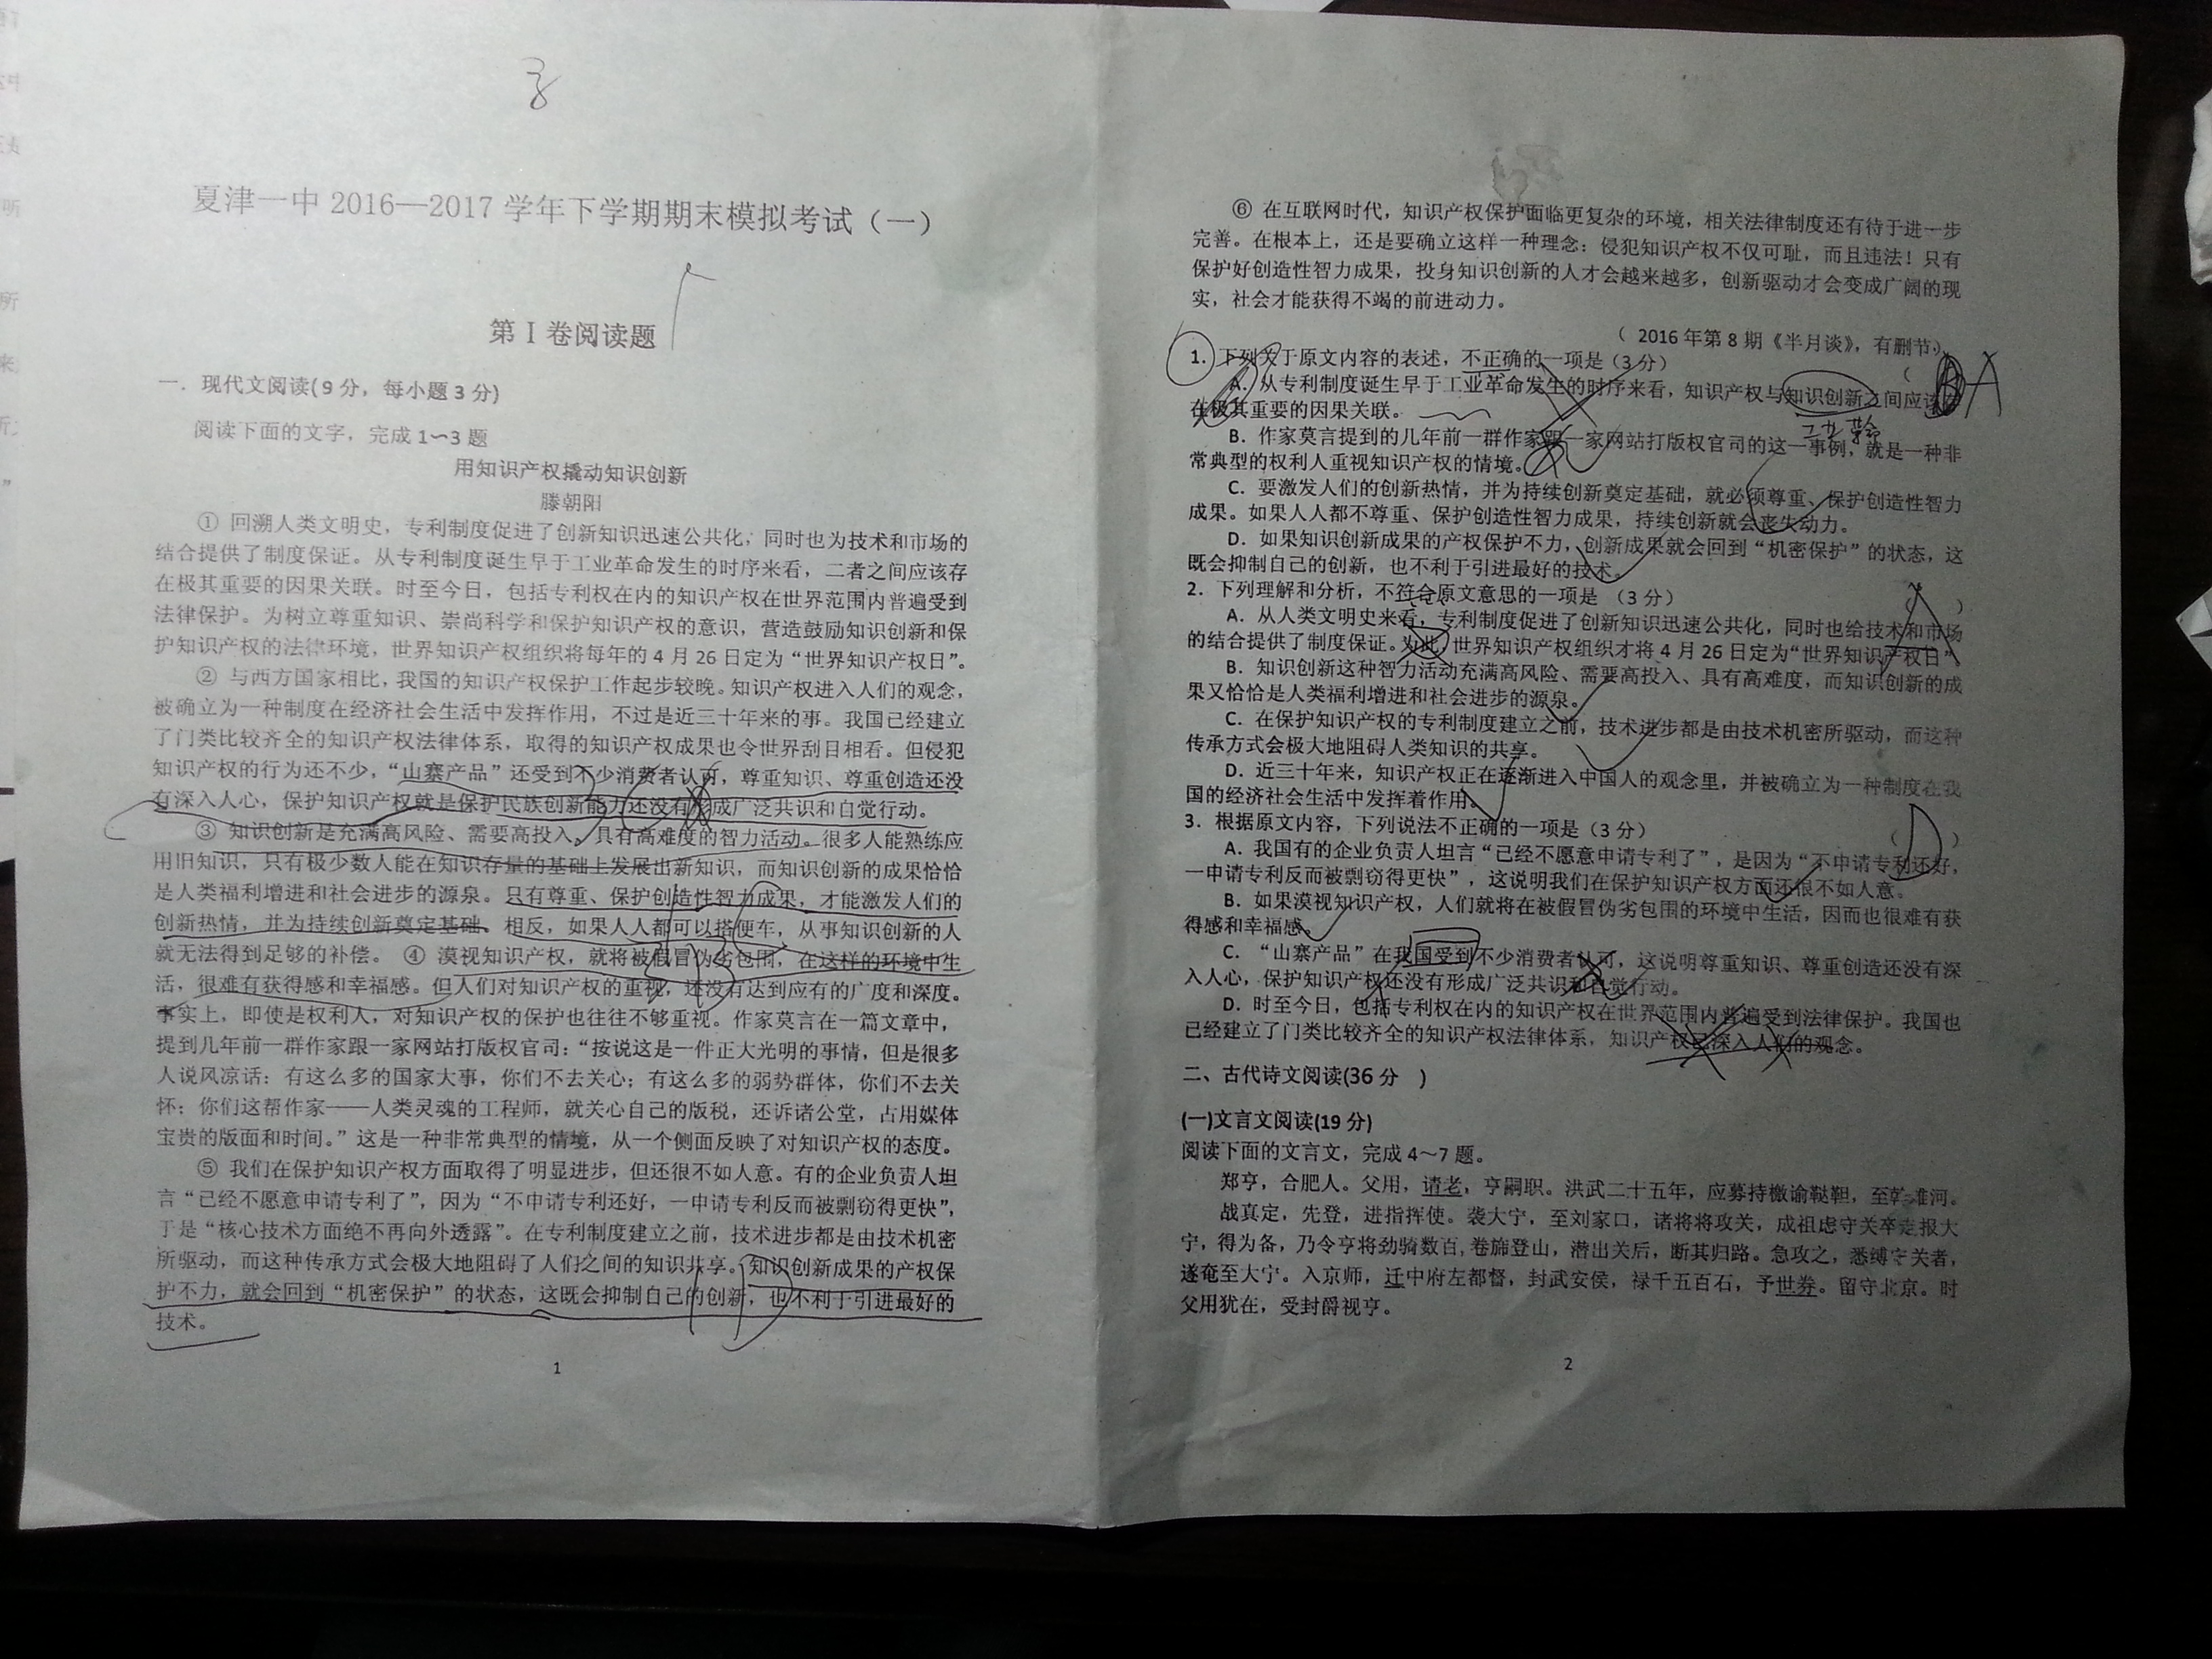 夏津一中 2016—2017 学年下学期期末模拟考试（一）
第 I 卷阅读题
一．现代文阅读(9 分，每小题 3 分)
阅读下面的文字，完成 1～3 题
用知识产权撬动知识创新
滕朝阳
① 回溯人类文明史，专利制度促进了创新知识迅速公共化，同时也为技术和市场的
结合提供了制度保证。从专利制度诞生早于工业革命发生的时序来看，二者之间应该存
在极其重要的因果关联。时至今日，包括专利权在内的知识产权在世界范围内普遍受到
法律保护。为树立尊重知识、崇尚科学和保护知识产权的意识，营造鼓励知识创新和保
护知识产权的法律环境，世界知识产权组织将每年的 4 月 26 日定为“世界知识产权日”。
② 与西方国家相比，我国的知识产权保护工作起步较晚。知识产权进入人们的观念，
被确立为一种制度在经济社会生活中发挥作用，不过是近三十年来的事。我国已经建立
了门类比较齐全的知识产权法律体系，取得的知识产权成果也令世界刮目相看。但侵犯
知识产权的行为还不少，“山寨产品”还受到不少消费者认可，尊重知识、尊重创造还没
有深入人心，保护知识产权就是保护民族创新能力还没有形成广泛共识和自觉行动。
③ 知识创新是充满高风险、需要高投入、具有高难度的智力活动。很多人能熟练应
用旧知识，只有极少数人能在知识存量的基础上发展出新知识，而知识创新的成果恰恰
是人类福利增进和社会进步的源泉。只有尊重、保护创造性智力成果，才能激发人们的
创新热情，并为持续创新奠定基础。相反，如果人人都可以搭便车，从事知识创新的人
就无法得到足够的补偿。 ④ 漠视知识产权，就将被假冒伪劣包围，在这样的环境中生
活，很难有获得感和幸福感。但人们对知识产权的重视，还没有达到应有的广度和深度。
事实上，即使是权利人，对知识产权的保护也往往不够重视。作家莫言在一篇文章中，
提到几年前一群作家跟一家网站打版权官司：“按说这是一件正大光明的事情，但是很多
人说风凉话：有这么多的国家大事，你们不去关心；有这么多的弱势群体，你们不去关
怀；你们这帮作家——人类灵魂的工程师，就关心自己的版税，还诉诸公堂，占用媒体
宝贵的版面和时间。”这是一种非常典型的情境，从一个侧面反映了对知识产权的态度。
⑤ 我们在保护知识产权方面取得了明显进步，但还很不如人意。有的企业负责人坦
言“已经不愿意申请专利了”，因为“不申请专利还好，一申请专利反而被剽窃得更快”，
于是“核心技术方面绝不再向外透露”。在专利制度建立之前，技术进步都是由技术机密
所驱动，而这种传承方式会极大地阻碍了人们之间的知识共享。知识创新成果的产权保
护不力，就会回到“机密保护”的状态，这既会抑制自己的创新，也不利于引进最好的
技术。
1
⑥ 在互联网时代，知识产权保护面临更复杂的环境，相关法律制度还有待于进一步
完善。在根本上，还是要确立这样一种理念：侵犯知识产权不仅可耻，而且违法！只有
保护好创造性智力成果，投身知识创新的人才会越来越多，创新驱动才会变成广阔的现
实，社会才能获得不竭的前进动力。
（ 2016 年第 8 期《半月谈》，有删节）
1．下列关于原文内容的表述，不正确的一项是（3 分）
A．从专利制度诞生早于工业革命发生的时序来看，知识产权与知识创新之间应该存
在极其重要的因果关联。
A
工业革
B．作家莫言提到的几年前一群作家跟一家网站打版权官司的这一事例，就是一种非
常典型的权利人重视知识产权的情境。
C．要激发人们的创新热情，并为持续创新奠定基础，就必须尊重、保护创造性智力
成果。如果人人都不尊重、保护创造性智力成果，持续创新就会丧失动力。
D．如果知识创新成果的产权保护不力，创新成果就会回到“机密保护”的状态，这
既会抑制自己的创新，也不利于引进最好的技术。
2．下列理解和分析，不符合原文意思的一项是 （3 分） （ A ）
A．从人类文明史来看，专利制度促进了创新知识迅速公共化，同时也给技术和市场
的结合提供了制度保证。为此，世界知识产权组织才将 4 月 26 日定为“世界知识产权日”。
B．知识创新这种智力活动充满高风险、需要高投入、具有高难度，而知识创新的成
果又恰恰是人类福利增进和社会进步的源泉。
C．在保护知识产权的专利制度建立之前，技术进步都是由技术机密所驱动，而这种
传承方式会极大地阻碍人类知识的共享。
D．近三十年来，知识产权正在逐渐进入中国人的观念里，并被确立为一种制度在我
国的经济社会生活中发挥着作用。
3．根据原文内容，下列说法不正确的一项是（3 分） （ D ）
A．我国有的企业负责人坦言“已经不愿意申请专利了”，是因为“不申请专利还好，
一申请专利反而被剽窃得更快”，这说明我们在保护知识产权方面还很不如人意。
B．如果漠视知识产权，人们就将在被假冒伪劣包围的环境中生活，因而也很难有获
得感和幸福感。
C．“山寨产品”在我国受到不少消费者认可，这说明尊重知识、尊重创造还没有深
入人心，保护知识产权还没有形成广泛共识和自觉行动。
D．时至今日，包括专利权在内的知识产权在世界范围内普遍受到法律保护。我国也
已经建立了门类比较齐全的知识产权法律体系，知识产权已深入人们的观念。
二、古代诗文阅读(36 分 )
(一)文言文阅读(19 分)
阅读下面的文言文，完成 4～7 题。
郑亨，合肥人。父用，请老，亨嗣职。洪武二十五年，应募持檄谕鞑靼，至斡难河。
战真定，先登，进指挥使。袭大宁，至刘家口，诸将将攻关，成祖虑守关卒走报大
宁，得为备，乃令亨将劲骑数百，卷旆登山，潜出关后，断其归路。急攻之，悉缚守关者，
遂奄至大宁。入京师，迁中府左都督，封武安侯，禄千五百石，予世券。留守北京。时
父用犹在，受封爵视亨。
2